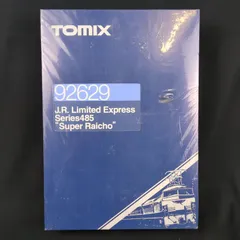 TOMIX
92629
J.R. Limited Express
Series485
"Super Raicho"